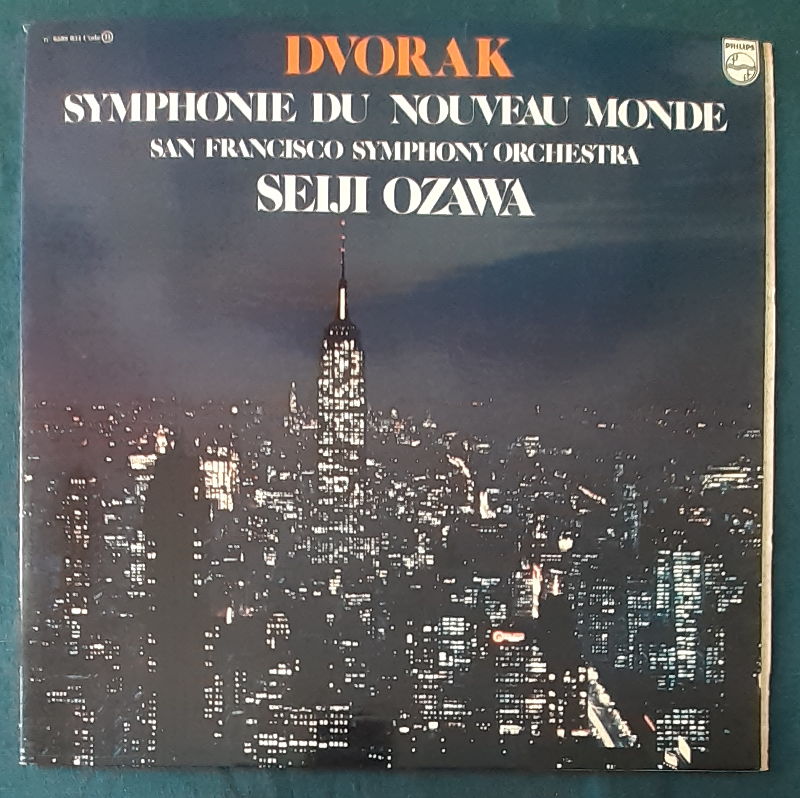 DVORAK
PHILIPS
SYMPHONIE DU NOUVEAU MONDE
SAN FRANCISCO SYMPHONY ORCHESTRA
SEIJI OZAWA